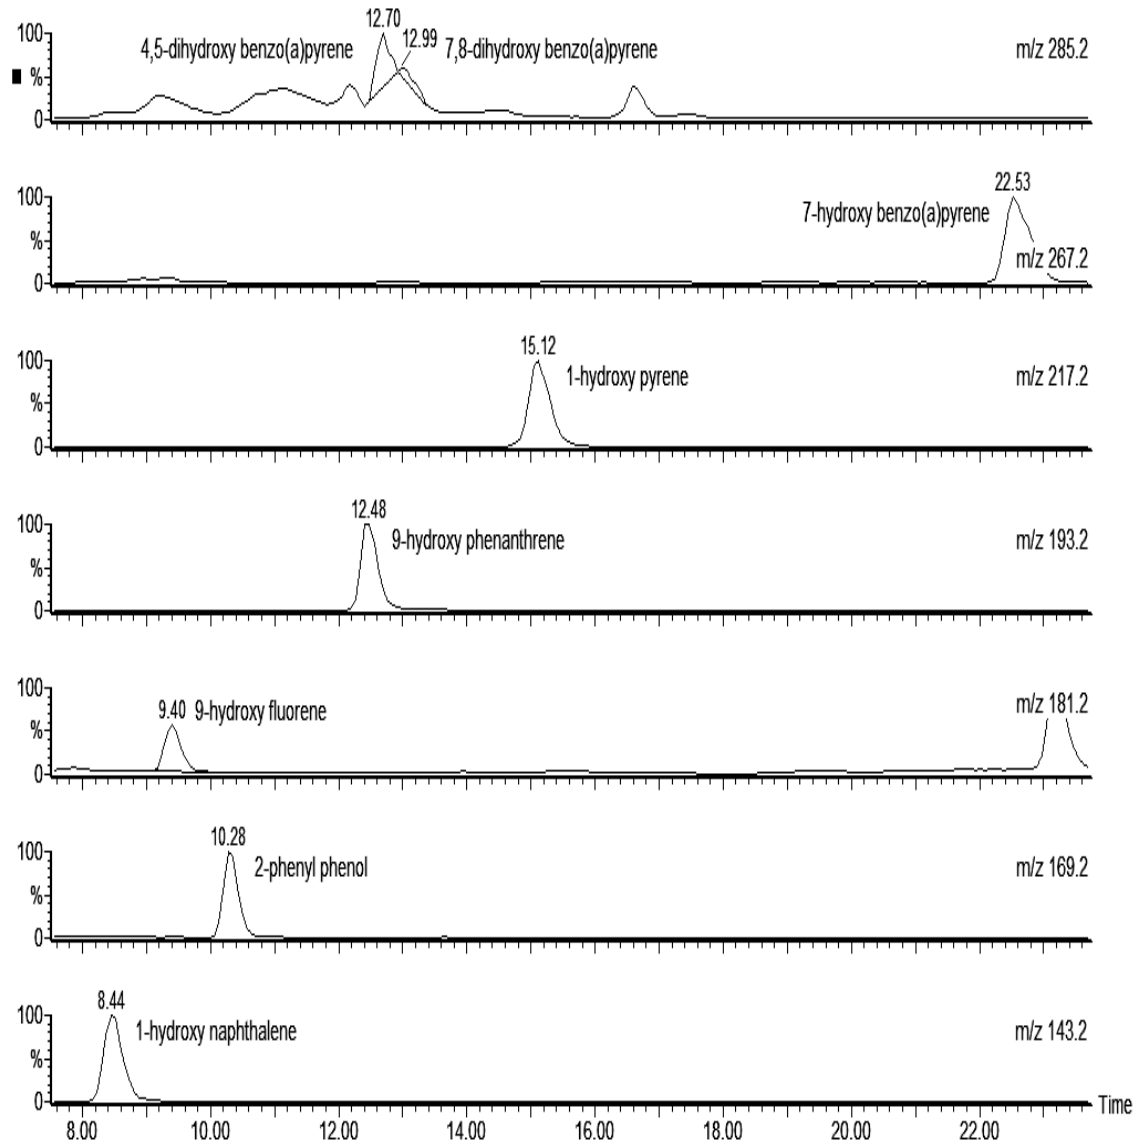 12.70
100
4,5-dihydroxy benzo(a)pyrene
12.99
7,8-dihydroxy benzo(a)pyrene
m/z 285.2
%
0
22.53
100
7-hydroxy benzo(a)pyrene
%
m/z 267.2
0
15.12
100
1-hydroxy pyrene
m/z 217.2
%
0
12.48
100
9-hydroxy phenanthrene
m/z 193.2
%
0
100
9.40 9-hydroxy fluorene
m/z 181.2
%
0
10.28
100
2-phenyl phenol
m/z 169.2
%
0
8.44
100
1-hydroxy naphthalene
m/z 143.2
%
0
Time
8.00 10.00 12.00 14.00 16.00 18.00 20.00 22.00